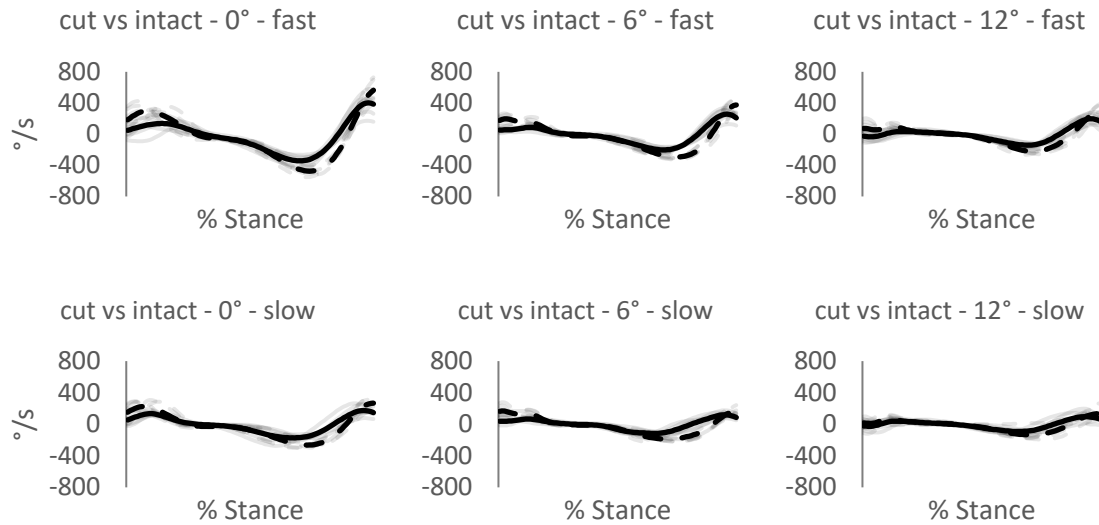 cut vs intact - 0° - fast
cut vs intact - 6° - fast
cut vs intact - 12° - fast
°/s
800
400
0
-400
-800
% Stance
800
400
0
-400
-800
% Stance
800
400
0
-400
-800
% Stance
cut vs intact - 0° - slow
cut vs intact - 6° - slow
cut vs intact - 12° - slow
°/s
800
400
0
-400
-800
% Stance
800
400
0
-400
-800
% Stance
800
400
0
-400
-800
% Stance